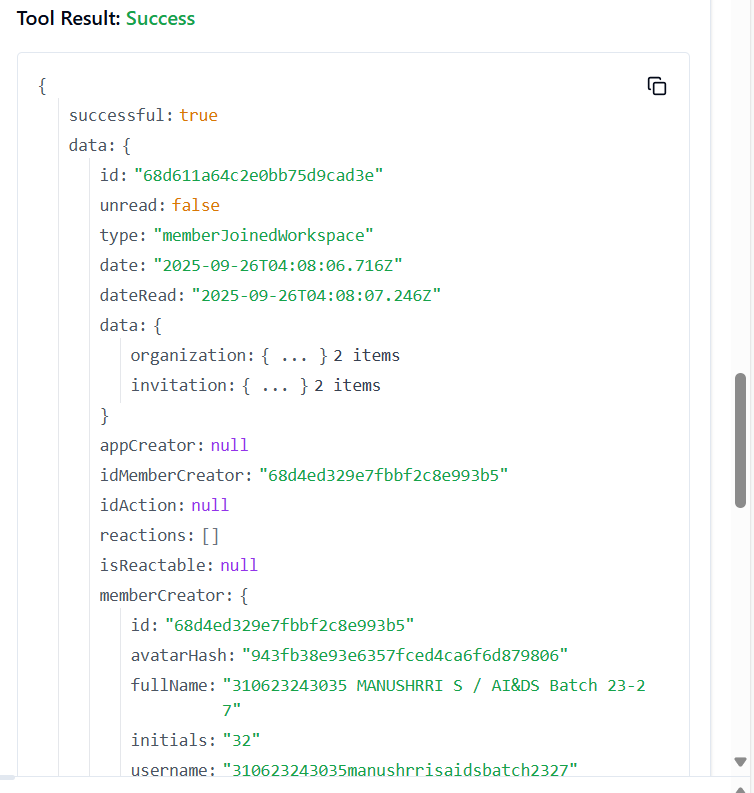 Tool Result: Success
{
successful: true
data: {
id: "68d611a64c2e0bb75d9cad3e"
unread: false
type: "memberJoinedWorkspace"
date: "2025-09-26T04:08:06.716Z"
dateRead: "2025-09-26T04:08:07.246Z"
data: {
organization: { ... } 2 items
invitation: { ... } 2 items
}
appCreator: null
idMemberCreator: "68d4ed329e7fbbf2c8e993b5"
idAction: null
reactions: []
isReactable: null
memberCreator: {
id: "68d4ed329e7fbbf2c8e993b5"
avatarHash: "943fb38e93e6357fced4ca6f6d879806"
fullName: "310623243035 MANUSHRRI S / AI&DS Batch 23-2
7"
initials: "32"
username: "310623243035manushrrisaidsbatch2327"